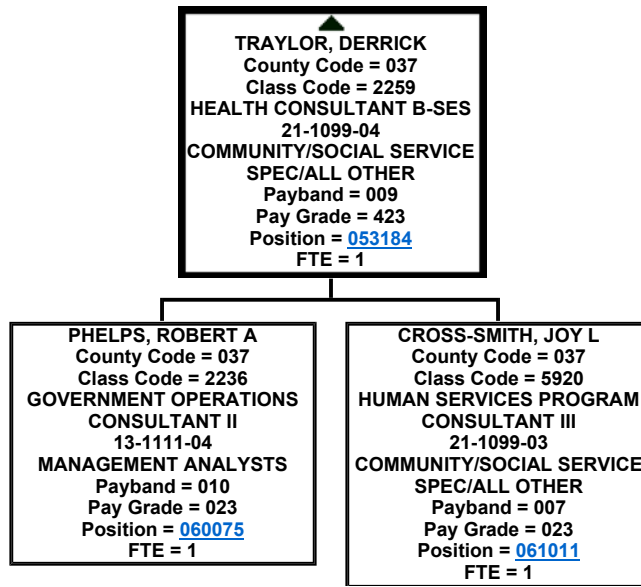 TRAYLOR, DERRICK
County Code = 037
Class Code = 2259
HEALTH CONSULTANT B-SES
21-1099-04
COMMUNITY/SOCIAL SERVICE
SPEC/ALL OTHER
Payband = 009
Pay Grade = 423
Position = 053184
FTE = 1
PHELPS, ROBERT A
County Code = 037
Class Code = 2236
GOVERNMENT OPERATIONS
CONSULTANT II
13-1111-04
MANAGEMENT ANALYSTS
Payband = 010
Pay Grade = 023
Position = 060075
FTE = 1
CROSS-SMITH, JOY L
County Code = 037
Class Code = 5920
HUMAN SERVICES PROGRAM
CONSULTANT III
21-1099-03
COMMUNITY/SOCIAL SERVICE
SPEC/ALL OTHER
Payband = 007
Pay Grade = 023
Position = 061011
FTE = 1